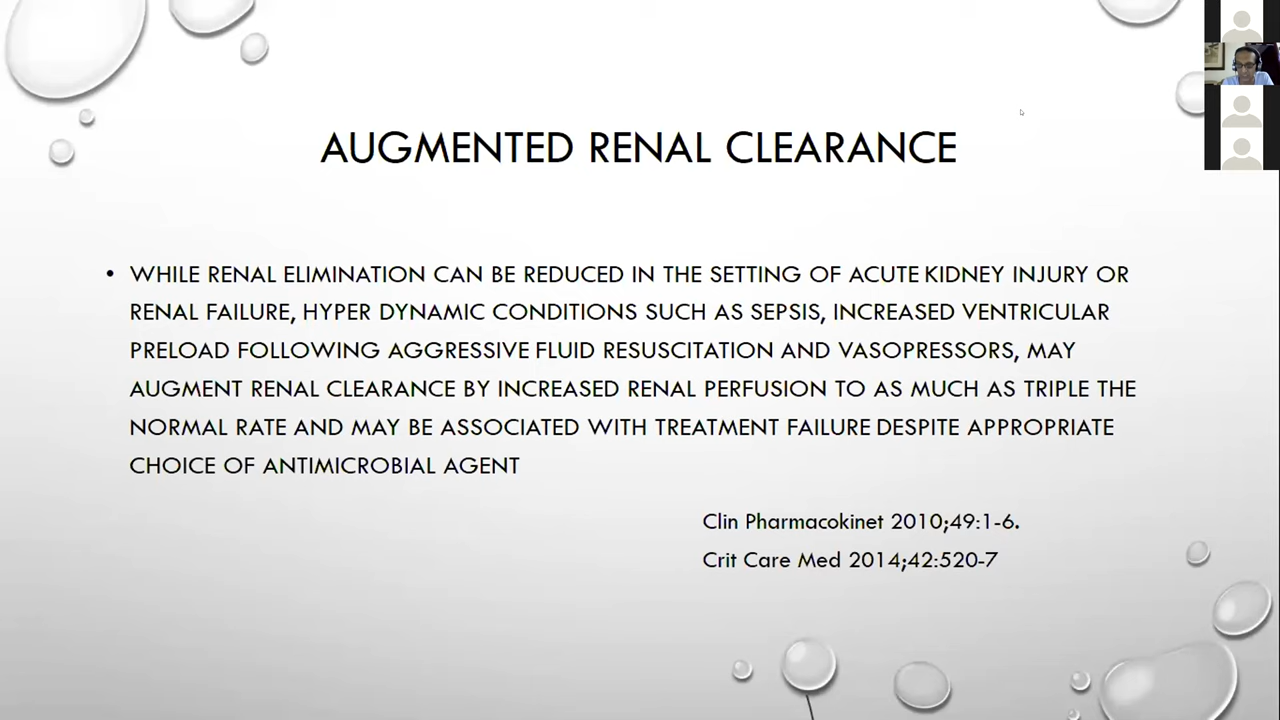 AUGMENTED RENAL CLEARANCE
• WHILE RENAL ELIMINATION CAN BE REDUCED IN THE SETTING OF ACUTE KIDNEY INJURY OR
RENAL FAILURE, HYPER DYNAMIC CONDITIONS SUCH AS SEPSIS, INCREASED VENTRICULAR
PRELOAD FOLLOWING AGGRESSIVE FLUID RESUSCITATION AND VASOPRESSORS, MAY
AUGMENT RENAL CLEARANCE BY INCREASED RENAL PERFUSION TO AS MUCH AS TRIPLE THE
NORMAL RATE AND MAY BE ASSOCIATED WITH TREATMENT FAILURE DESPITE APPROPRIATE
CHOICE OF ANTIMICROBIAL AGENT
Clin Pharmacokinet 2010;49:1-6.
Crit Care Med 2014;42:520-7